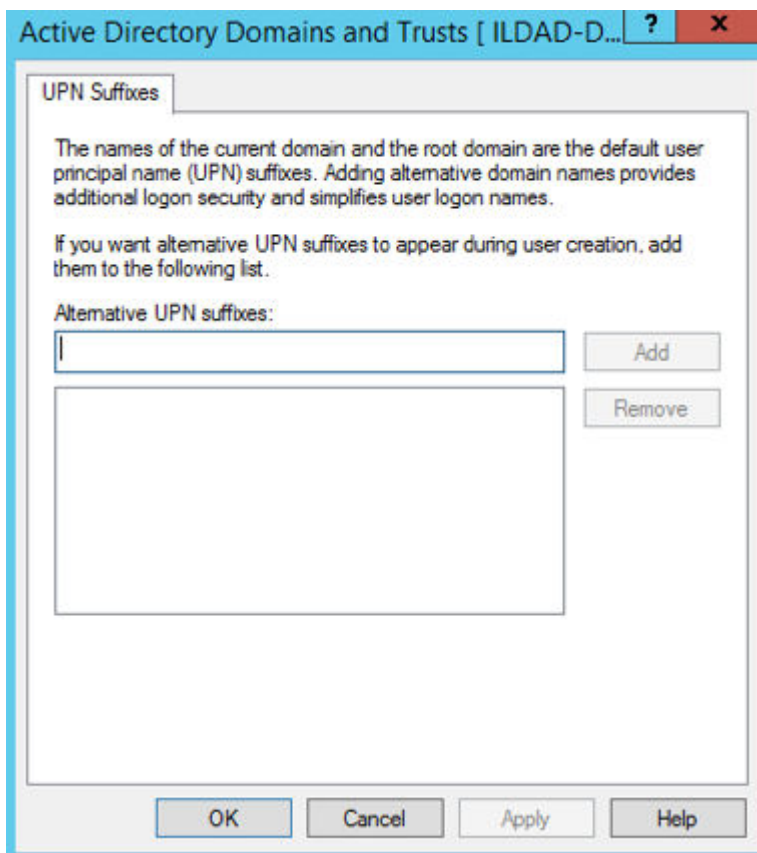 Active Directory Domains and Trusts [ ILDAD-D... ? x
UPN Suffixes
The names of the current domain and the root domain are the default user
principal name (UPN) suffixes. Adding alternative domain names provides
additional logon security and simplifies user logon names.
If you want alternative UPN suffixes to appear during user creation, add
them to the following list.
Alternative UPN suffixes:
Add
Remove
OK Cancel Apply Help